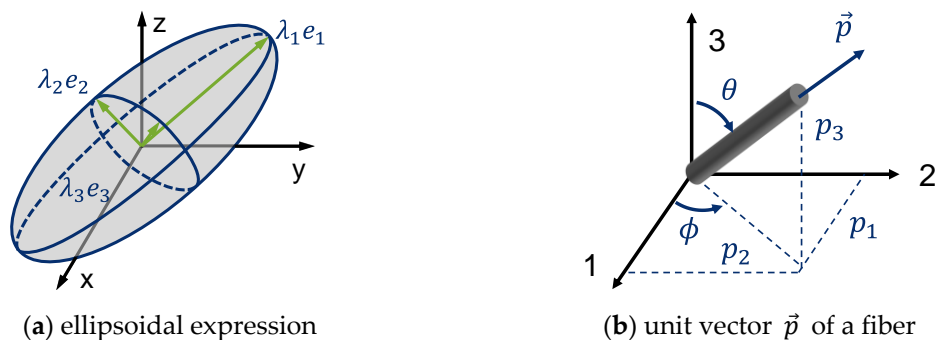 z
λ₁e₁
λ₂e₂
y
λ₃e₃
x
(a) ellipsoidal expression
3
p⃗
θ
p₃
2
ϕ
p₁
1
p₂
(b) unit vector p⃗ of a fiber